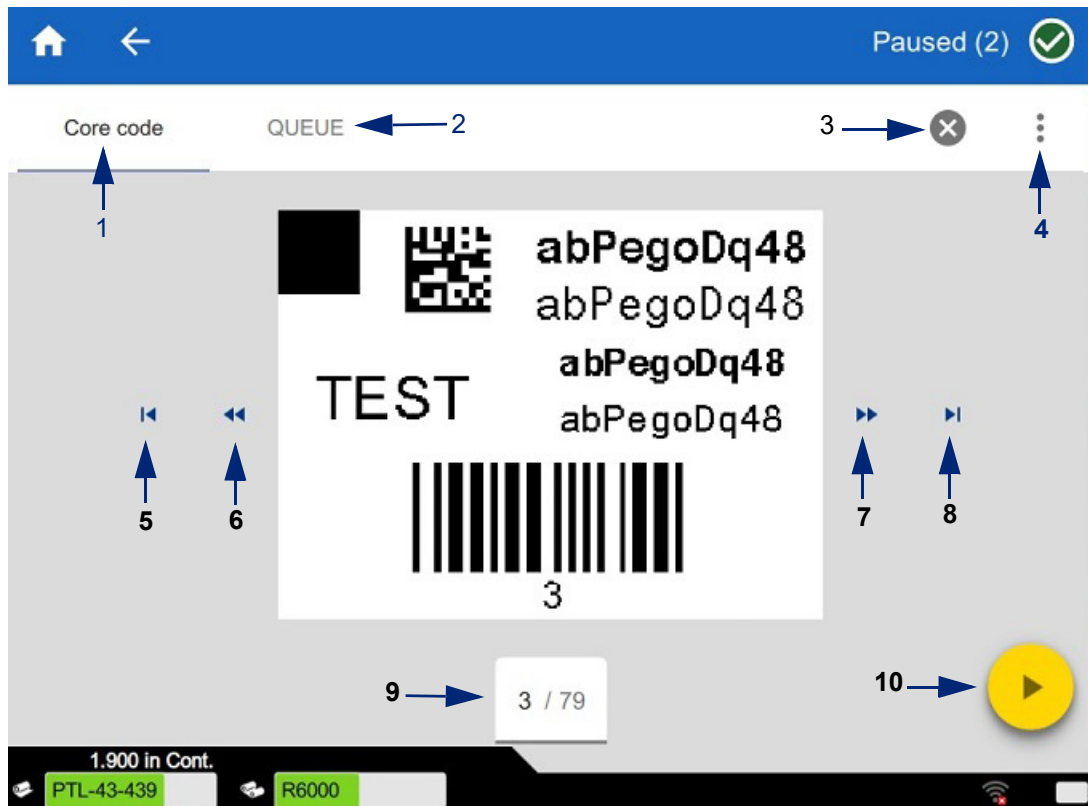 Paused (2)
Core code
QUEUE
2
3
1
4
abPegoDq48
abPegoDq48
abPegoDq48
TEST
abPegoDq48
5
6
7
8
3
9
3 / 79
10
1.900 in Cont.
PTL-43-439
R6000